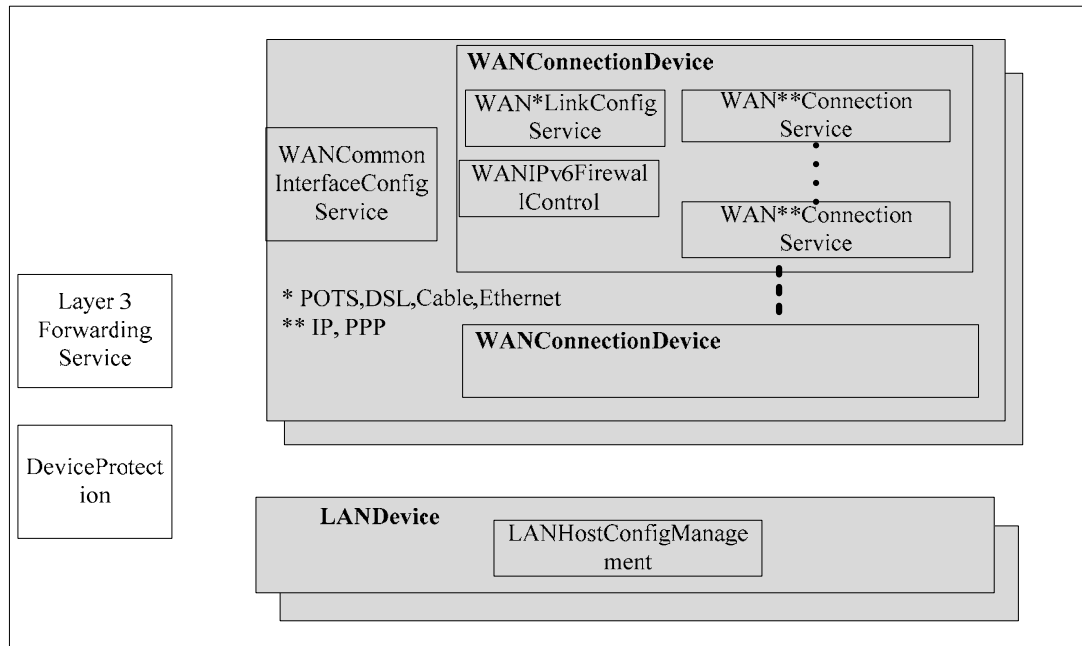 WANConnectionDevice
WAN*LinkConfig
Service
WAN**Connection
Service
WANCommon
InterfaceConfig
Service
WANIPv6Firewal
lControl
WAN**Connection
Service
Layer 3
Forwarding
Service
* POTS,DSL,Cable,Ethernet
** IP, PPP
WANConnectionDevice
DeviceProtect
ion
LANDevice
LANHostConfigManage
ment